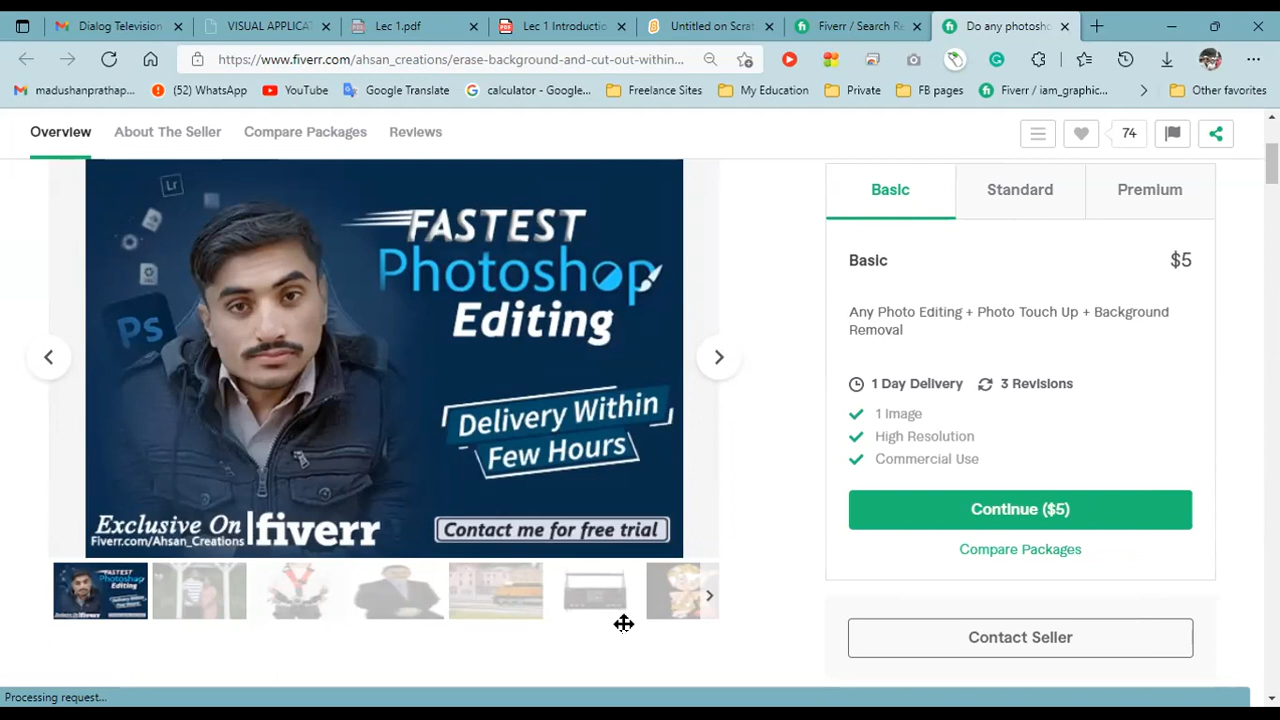 Dialog Television
VISUAL APPLICAT
Lec 1.pdf
Lec 1 Introductio
Untitled on Scrat
Fiverr / Search Re
Do any photosho
https://www.fiverr.com/ahsan_creations/erase-background-and-cut-out-within...
madushanprathap...
(52) WhatsApp
YouTube
Google Translate
calculator - Google...
Freelance Sites
My Education
Private
FB pages
Fiverr / iam_graphic...
Other favorites
Overview
About The Seller
Compare Packages
Reviews
74
Lr
Ps
FASTEST
Photoshop
Editing
Delivery Within
Few Hours
Exclusive On
Fiverr.com/Ahsan_Creations
fiverr
Contact me for free trial
Basic
Standard
Premium
Basic
$5
Any Photo Editing + Photo Touch Up + Background
Removal
1 Day Delivery
3 Revisions
1 Image
High Resolution
Commercial Use
Continue ($5)
Compare Packages
Contact Seller
Processing request...